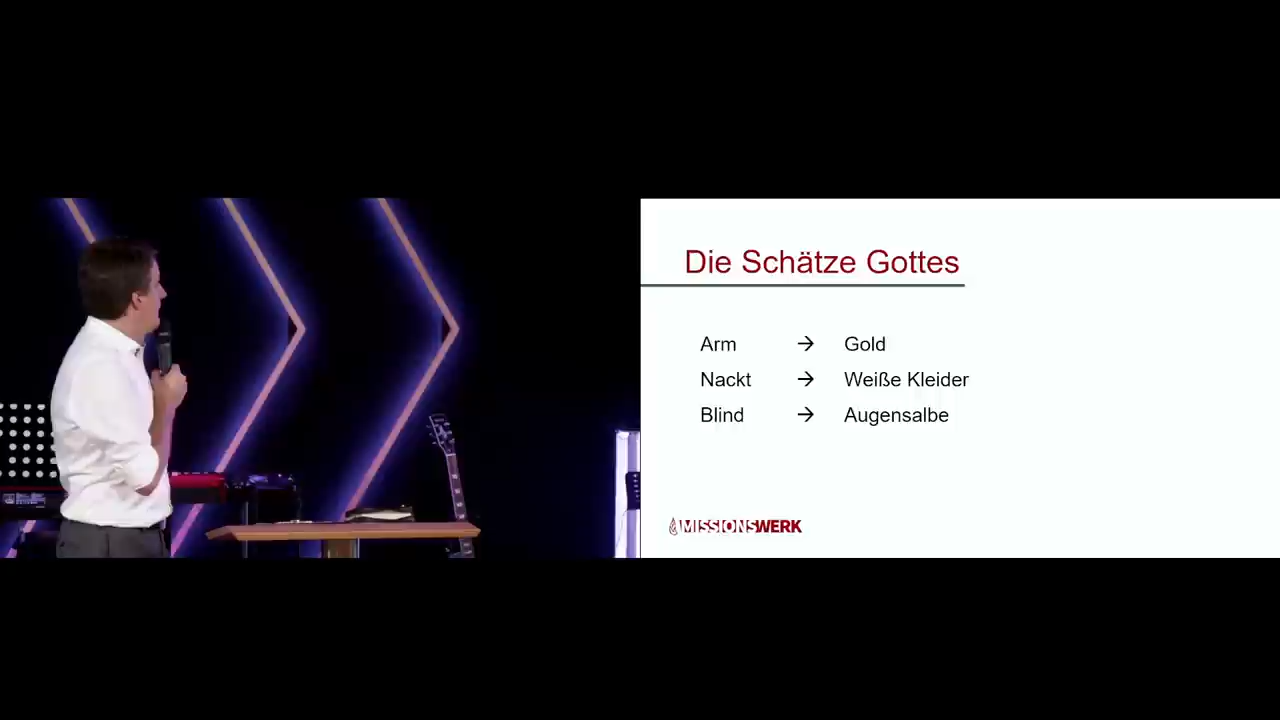 Die Schätze Gottes
Arm → Gold
Nackt → Weiße Kleider
Blind → Augensalbe
MISSIONSWERK